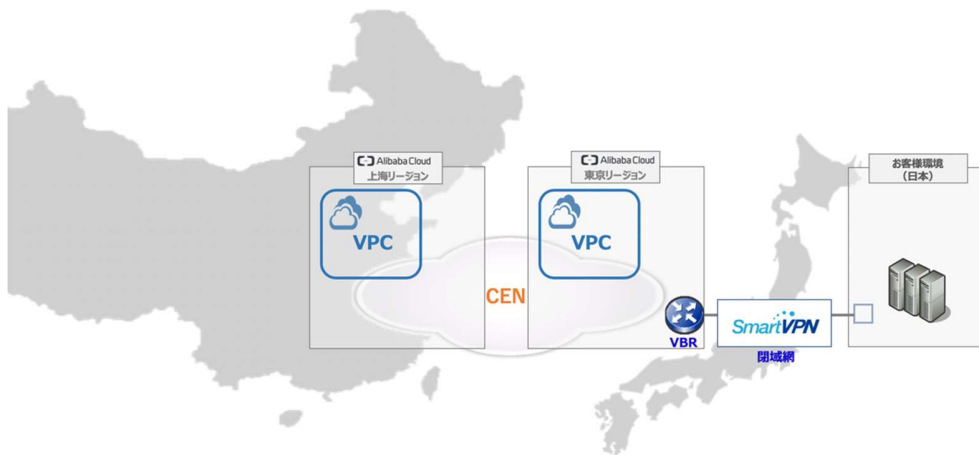 Alibaba Cloud
上海リージョン
VPC
Alibaba Cloud
東京リージョン
VPC
CEN
VBR
SmartVPN
閉域網
お客様環境
（日本）